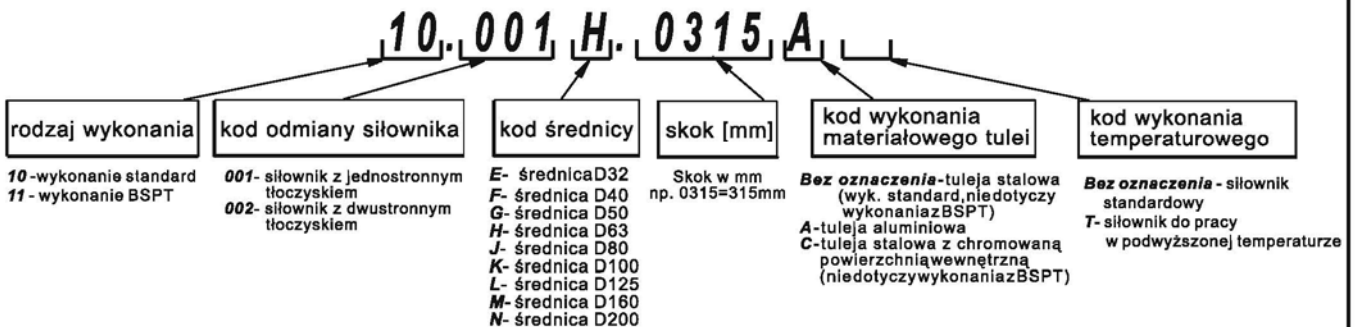 10.001H.0315A
rodzaj wykonania
10 -wykonanie standard
11 - wykonanie BSPT
kod odmiany siłownika
001- siłownik z jednostronnym
tłoczyskiem
002- siłownik z dwustronnym
tłoczyskiem
kod średnicy
E- średnicaD32
F- średnica D40
G- średnica D50
H- średnica D63
J- średnica D80
K- średnica D100
L- średnica D125
M- średnica D160
N- średnica D200
skok [mm]
Skok w mm
np. 0315=315mm
kod wykonania
materiałowego tulei
Bez oznaczenia-tuleja stalowa
(wyk. standard,niedotyczy
wykonaniazBSPT)
A-tuleja aluminiowa
C-tuleja stalowa z chromowaną
powierzchniąwewnętrzną
(niedotyczywykonaniazBSPT)
kod wykonania
temperaturowego
Bez oznaczenia - siłownik
standardowy
T- siłownik do pracy
w podwyższonej temperaturze